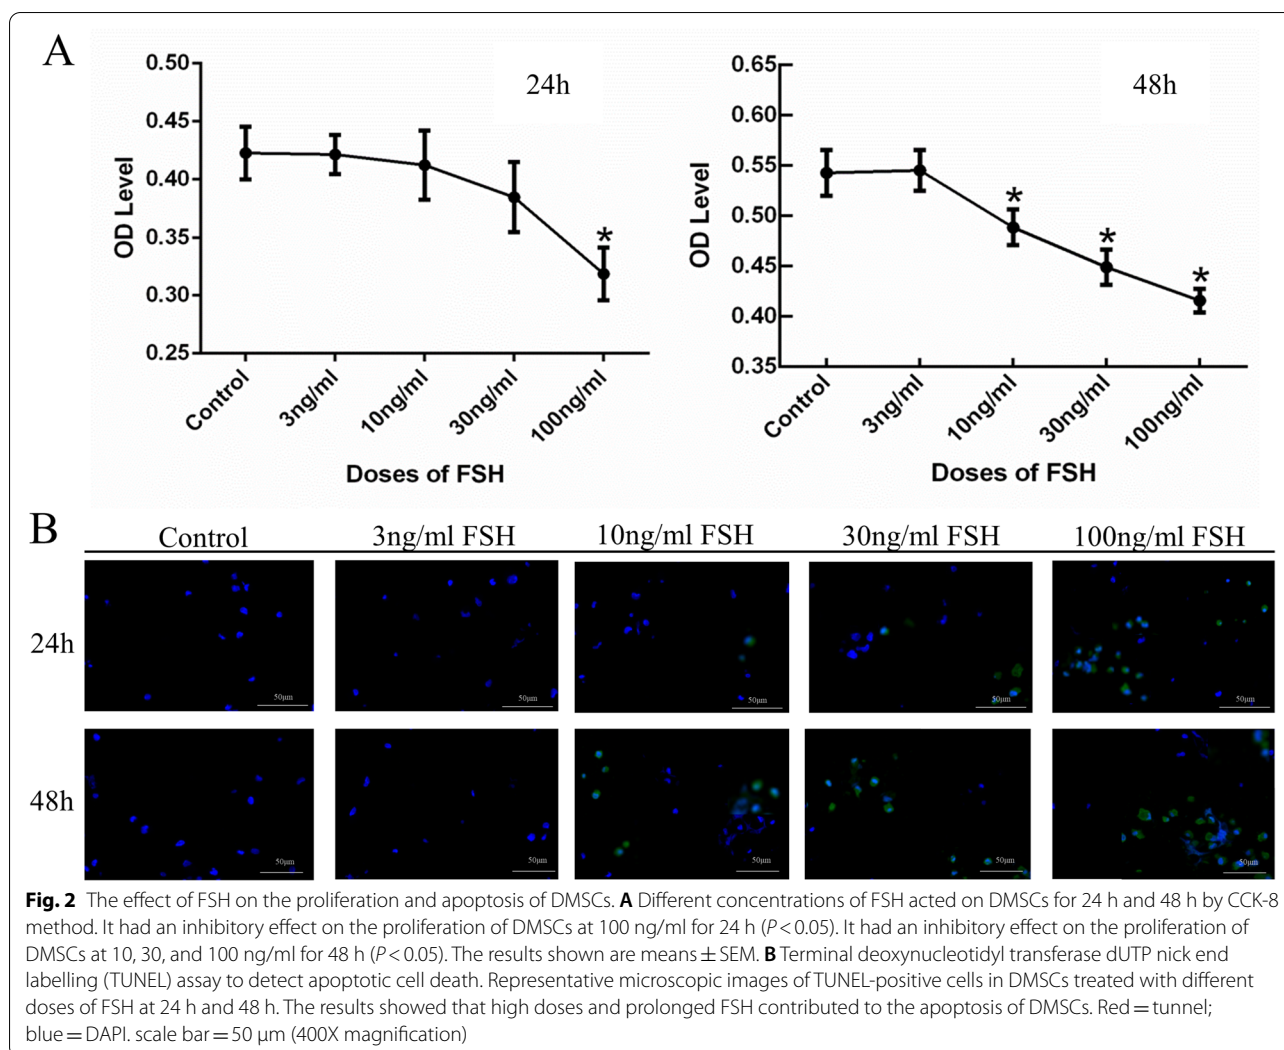 A
24h
0.50
0.45
0.40
0.35
0.30
0.25
OD Level
*
Control
3ng/ml
10ng/ml
30ng/ml
100ng/ml
Doses of FSH
48h
0.65
0.60
0.55
0.50
0.45
0.40
0.35
OD Level
*
*
*
Control
3ng/ml
10ng/ml
30ng/ml
100ng/ml
Doses of FSH
B
Control 3ng/ml FSH 10ng/ml FSH 30ng/ml FSH 100ng/ml FSH
24h
50μm 50μm 50μm 50μm 50μm
48h
50μm 50μm 50μm 50μm 50μm
Fig. 2 The effect of FSH on the proliferation and apoptosis of DMSCs. A Different concentrations of FSH acted on DMSCs for 24 h and 48 h by CCK-8
method. It had an inhibitory effect on the proliferation of DMSCs at 100 ng/ml for 24 h (P < 0.05). It had an inhibitory effect on the proliferation of
DMSCs at 10, 30, and 100 ng/ml for 48 h (P < 0.05). The results shown are means ± SEM. B Terminal deoxynucleotidyl transferase dUTP nick end
labelling (TUNEL) assay to detect apoptotic cell death. Representative microscopic images of TUNEL-positive cells in DMSCs treated with different
doses of FSH at 24 h and 48 h. The results showed that high doses and prolonged FSH contributed to the apoptosis of DMSCs. Red = tunnel;
blue = DAPI. scale bar = 50 μm (400X magnification)